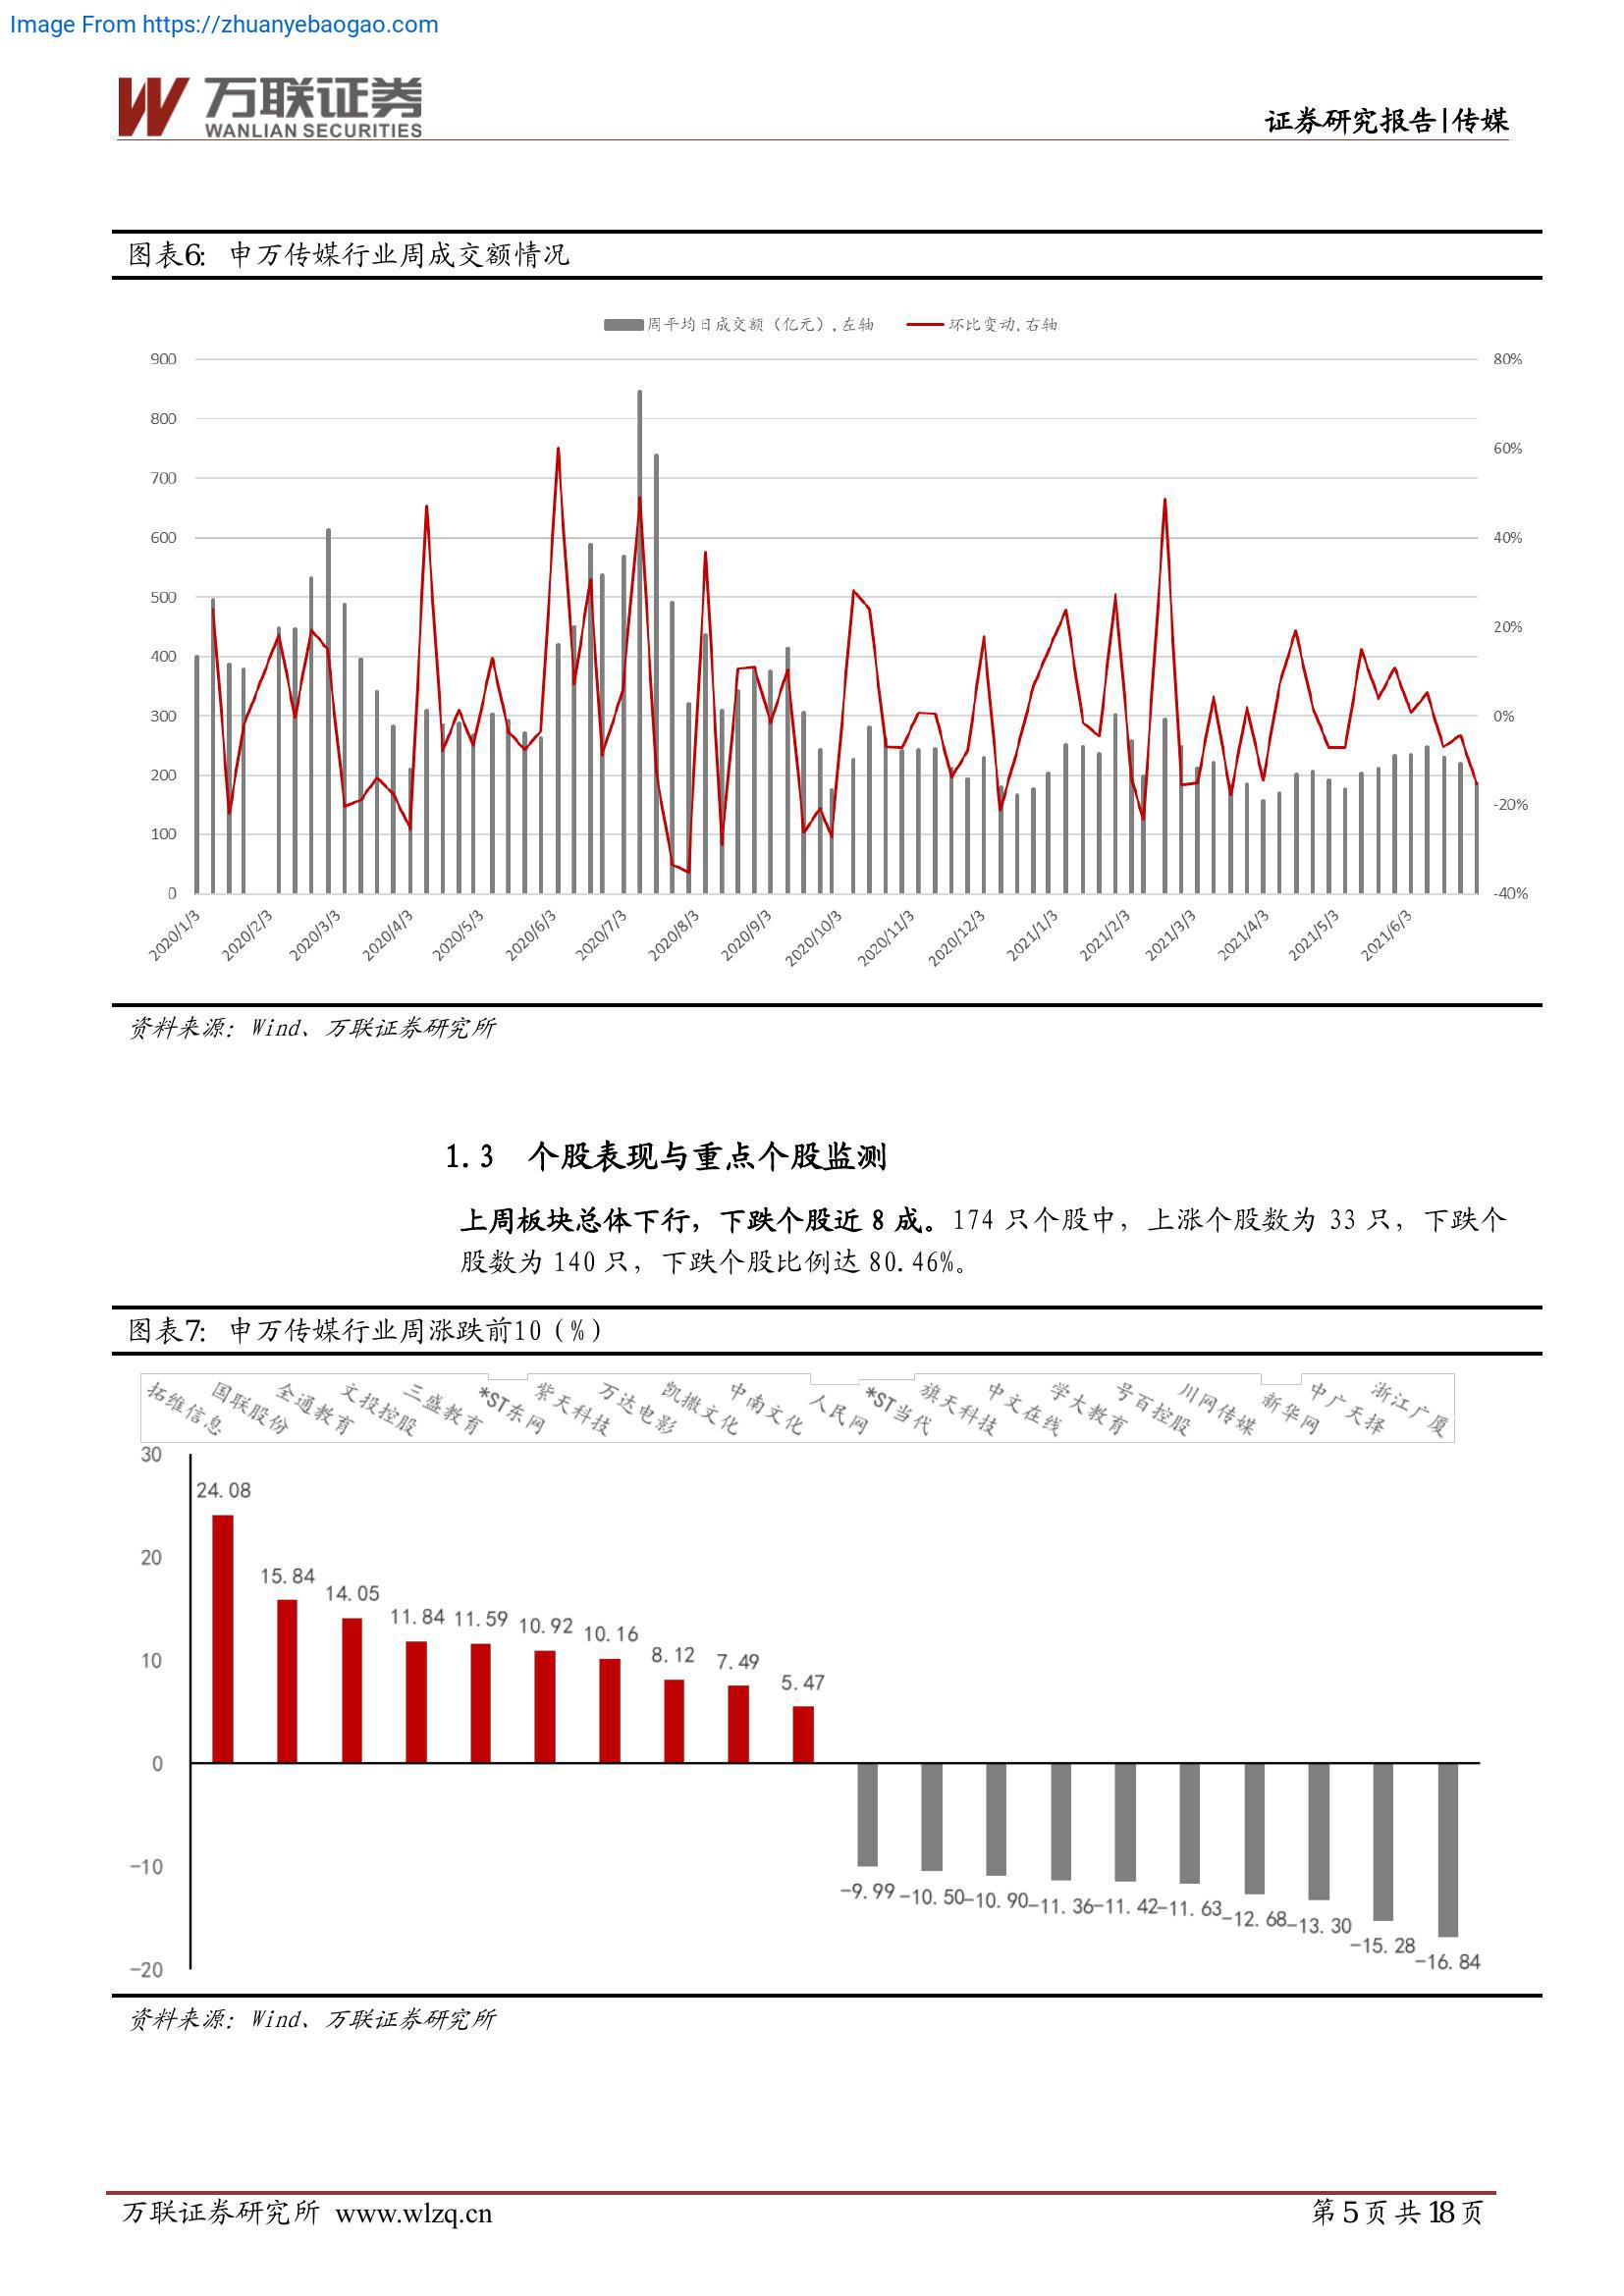 Image From https://zhuanyebaogao.com
万联证券
WANLIAN SECURITIES
证券研究报告|传媒
图表6: 申万传媒行业周成交额情况
周平均日成交额（亿元）,左轴 环比变动,右轴
900 80%
800
700 60%
600 40%
500
400 20%
300 0%
200
100 -20%
0 -40%
2020/1/3 2020/2/3 2020/3/3 2020/4/3 2020/5/3 2020/6/3 2020/7/3 2020/8/3 2020/9/3 2020/10/3 2020/11/3 2020/12/3 2021/1/3 2021/2/3 2021/3/3 2021/4/3 2021/5/3 2021/6/3
资料来源：Wind、万联证券研究所
1.3 个股表现与重点个股监测
上周板块总体下行，下跌个股近 8 成。174 只个股中，上涨个股数为 33 只，下跌个
股数为 140 只，下跌个股比例达 80.46%。
图表7: 申万传媒行业周涨跌前10（%）
拓维信息 国联股份 全通教育 文投控股 三盛教育 *ST东网 紫天科技 万达电影 凯撒文化 中南文化 人民网 *ST当代 旗天科技 中文在线 学大教育 号百控股 川网传媒 新华网 中广天择 浙江广厦
30
24.08
20
15.84 14.05 11.84 11.59 10.92 10.16 8.12 7.49 5.47
10
0
-10
-9.99 -10.50 -10.90 -11.36 -11.42 -11.63 -12.68 -13.30 -15.28 -16.84
-20
资料来源：Wind、万联证券研究所
万联证券研究所 www.wlzq.cn 第 5 页 共 18 页